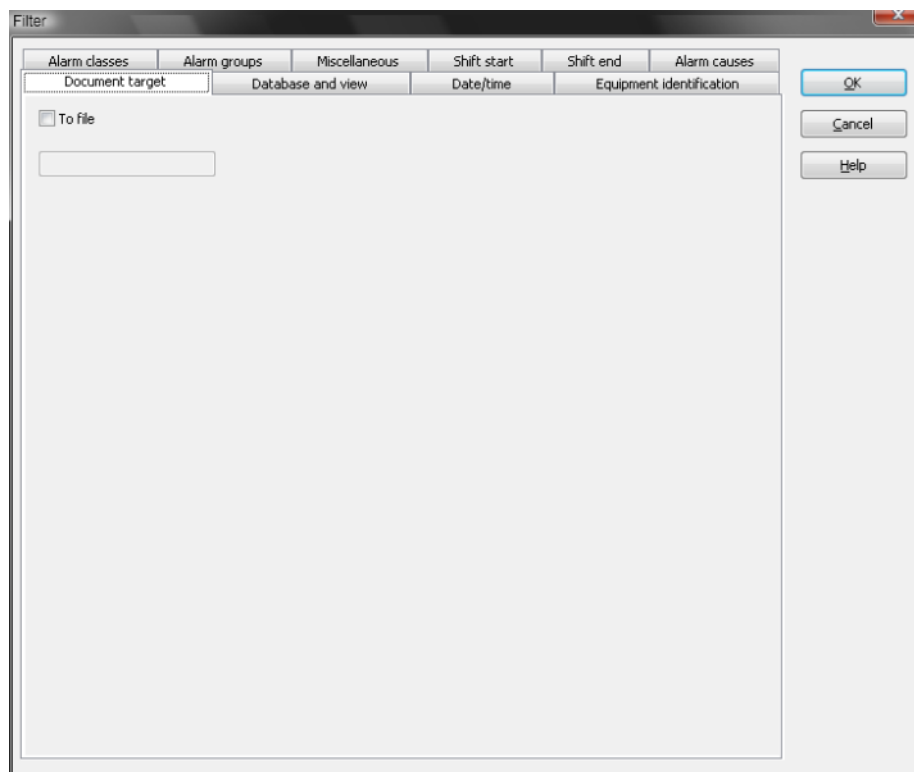 Filter
Alarm classes Alarm groups Miscellaneous Shift start Shift end Alarm causes
Document target Database and view Date/time Equipment identification
OK
To file
Cancel
Help